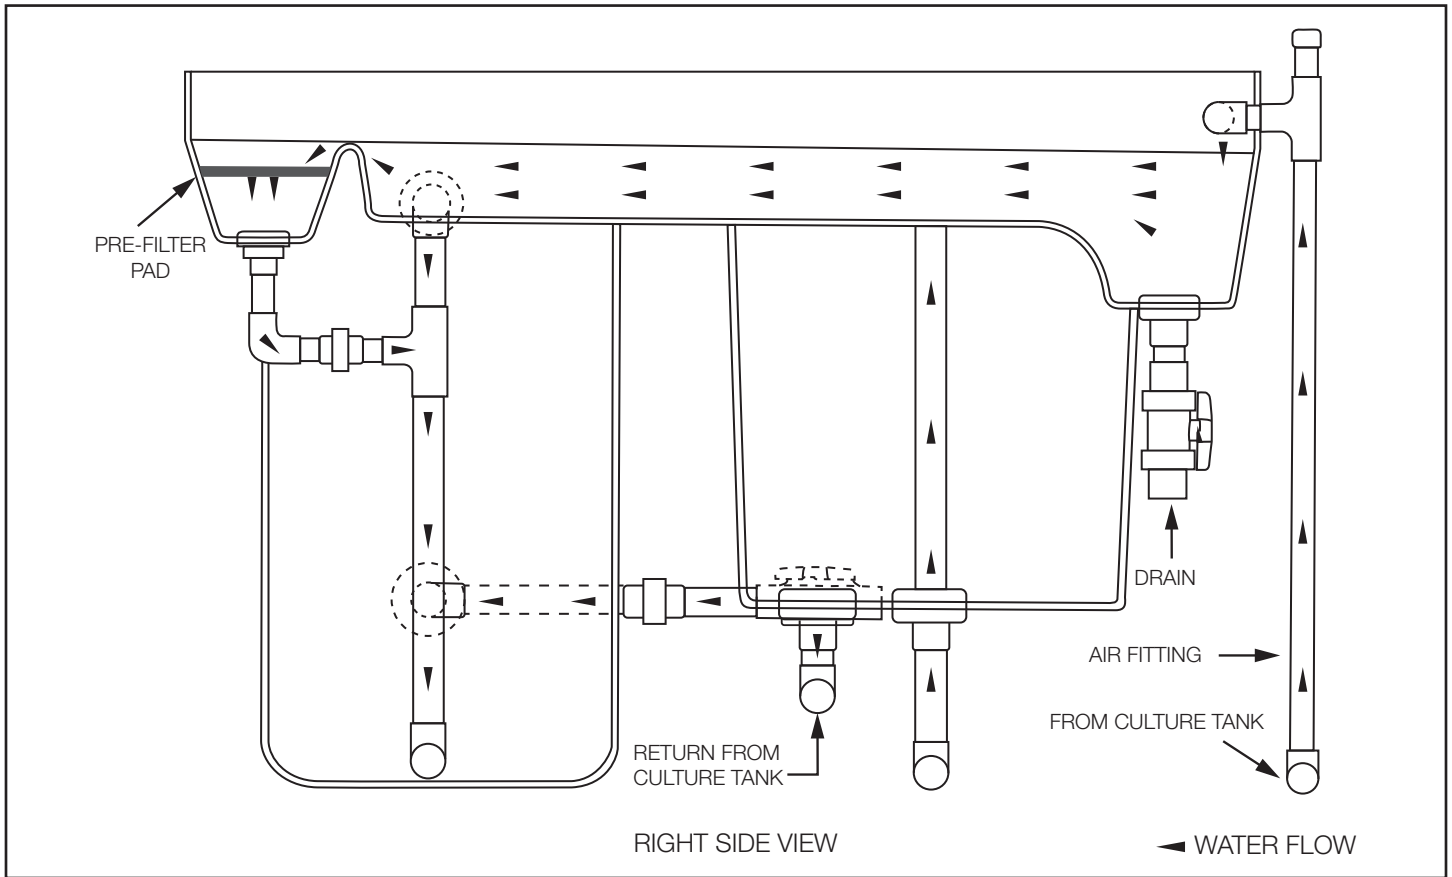 PRE-FILTER
PAD
DRAIN
AIR FITTING
FROM CULTURE TANK
RETURN FROM
CULTURE TANK
RIGHT SIDE VIEW
WATER FLOW